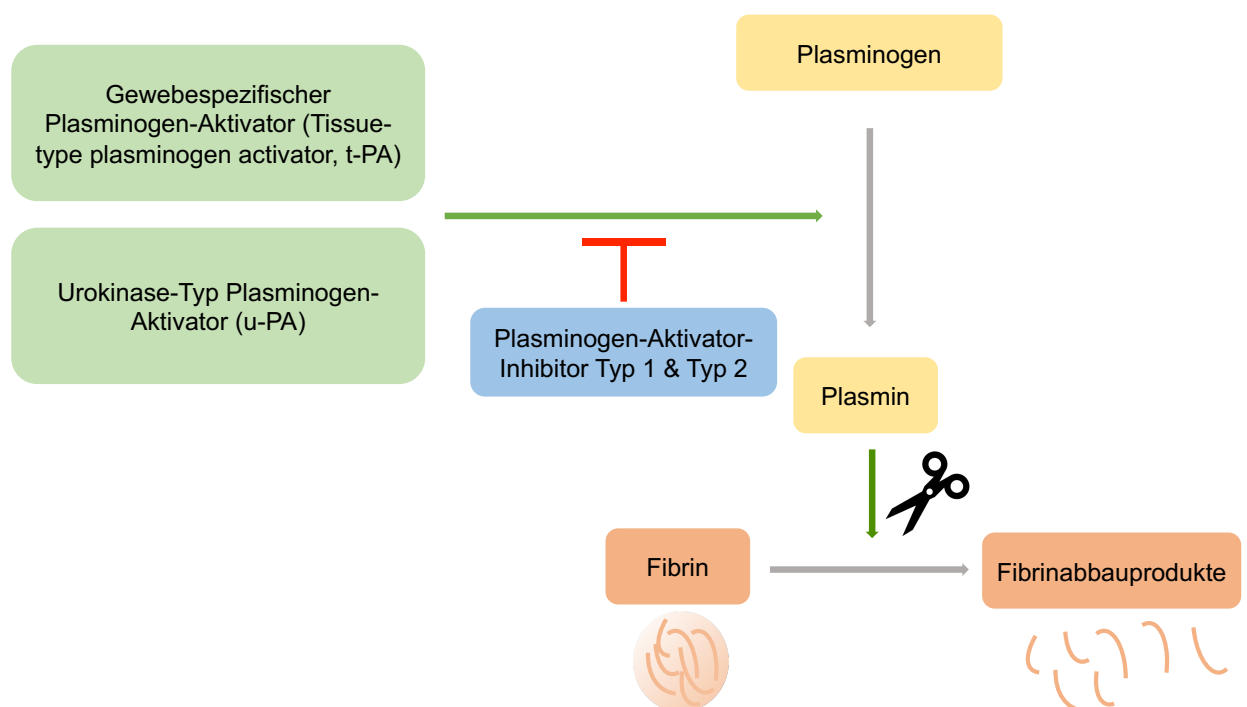 Gewebespezifischer
Plasminogen-Aktivator (Tissue-
type plasminogen activator, t-PA)
Urokinase-Typ Plasminogen-
Aktivator (u-PA)
Plasminogen
Plasminogen-Aktivator-
Inhibitor Typ 1 & Typ 2
Plasmin
Fibrin
Fibrinabbauprodukte